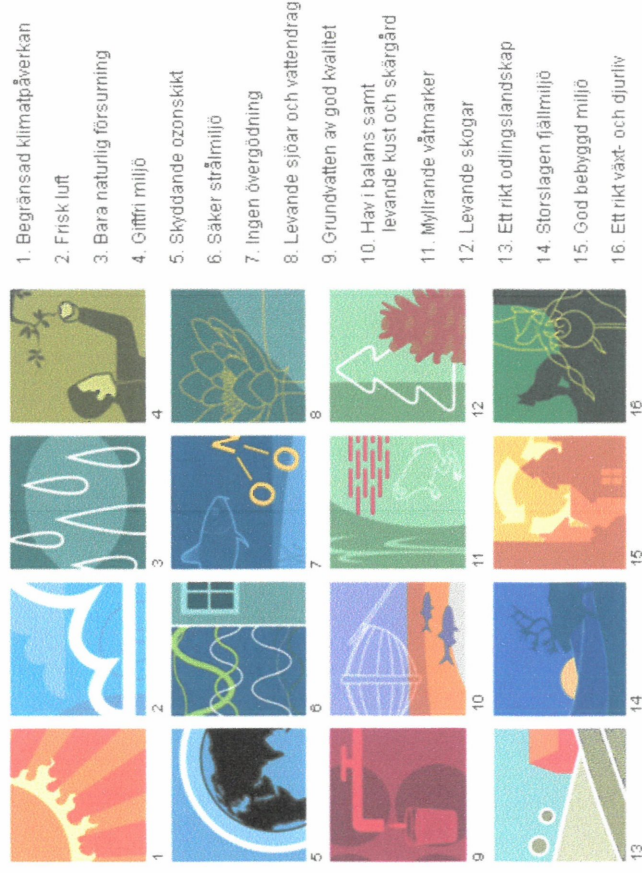 1 2 3 4
N
O O
5 6 7 8
9 10 11 12
13 14 15 16
1. Begränsad klimatpåverkan
2. Frisk luft
3. Bara naturlig försurning
4. Giftfri miljö
5. Skyddande ozonskikt
6. Säker strålmiljö
7. Ingen övergödning
8. Levande sjöar och vattendrag
9. Grundvatten av god kvalitet
10. Hav i balans samt
levande kust och skärgård
11. Myllrande våtmarker
12. Levande skogar
13. Ett rikt odlingslandskap
14. Storslagen fjällmiljö
15. God bebyggd miljö
16. Ett rikt växt- och djurliv